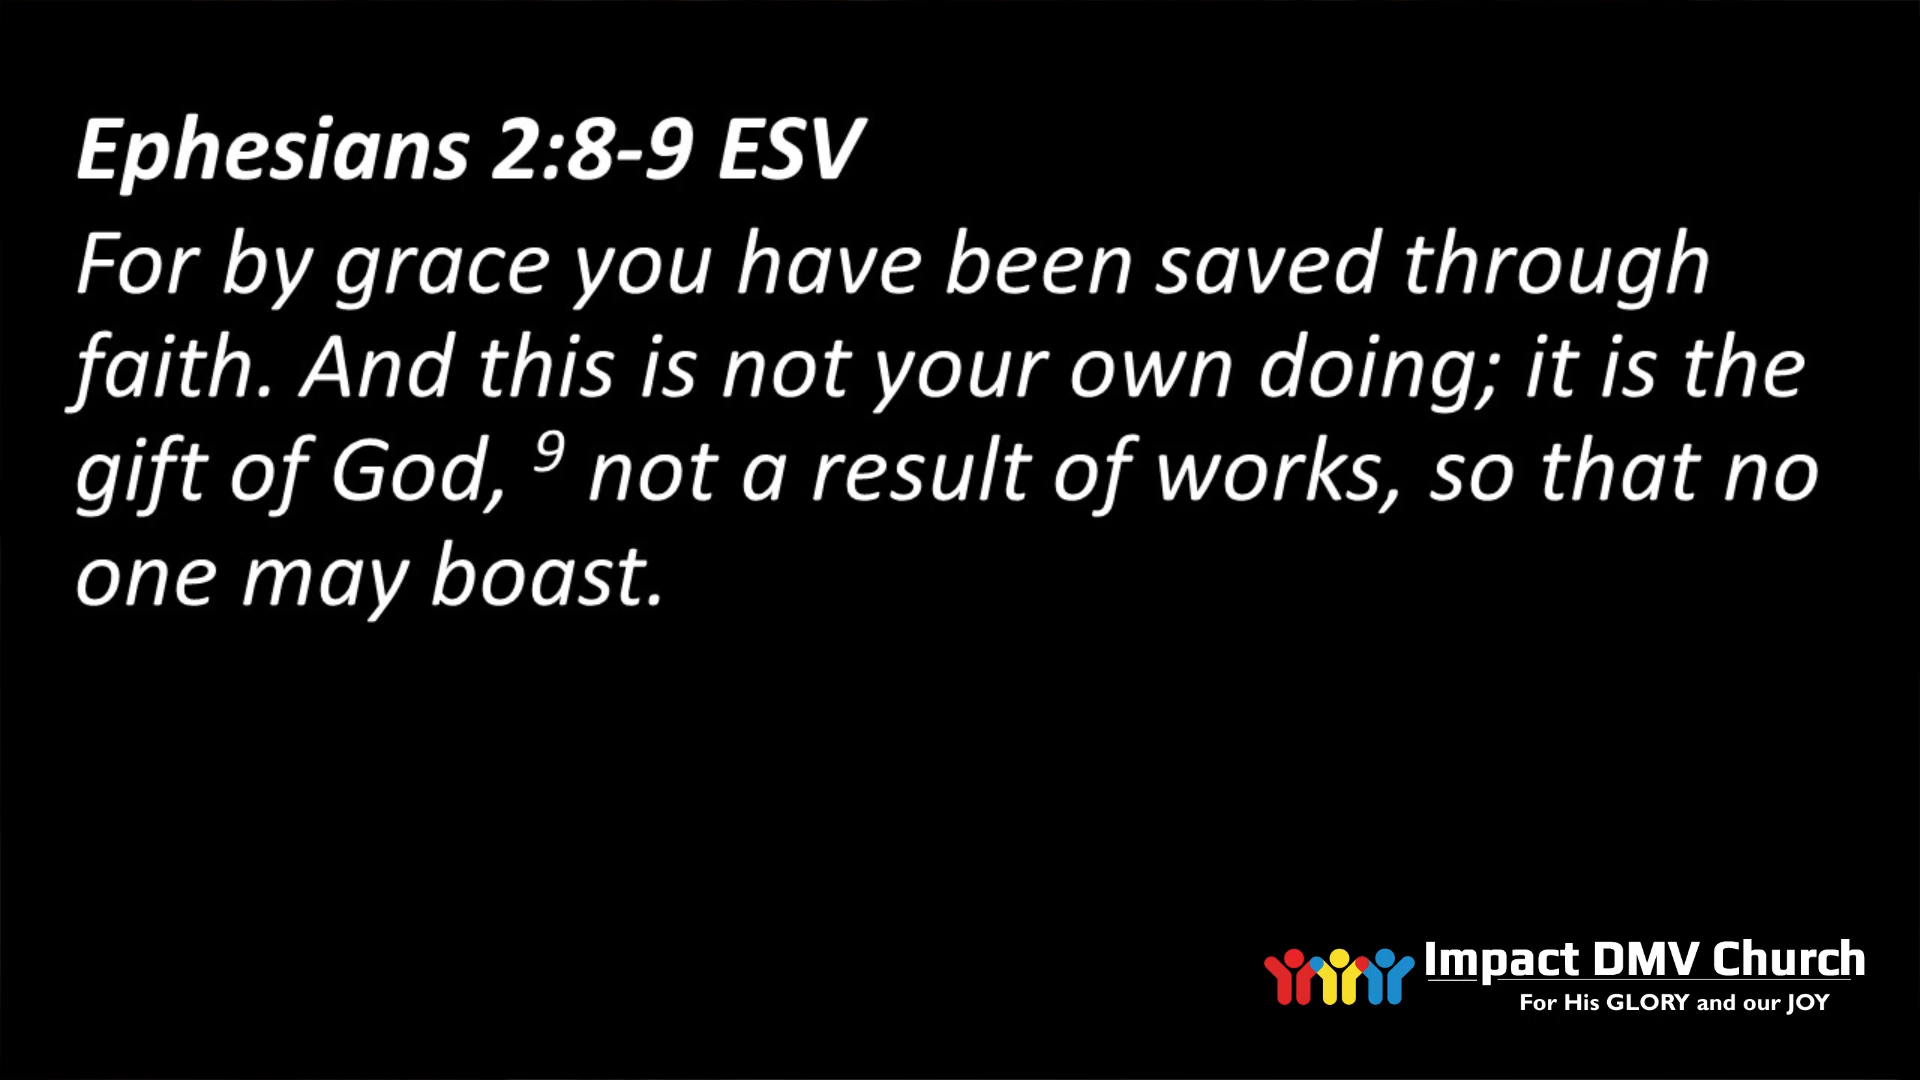 Ephesians 2:8-9 ESV
For by grace you have been saved through
faith. And this is not your own doing; it is the
gift of God, ⁹ not a result of works, so that no
one may boast.
Impact DMV Church
For His GLORY and our JOY